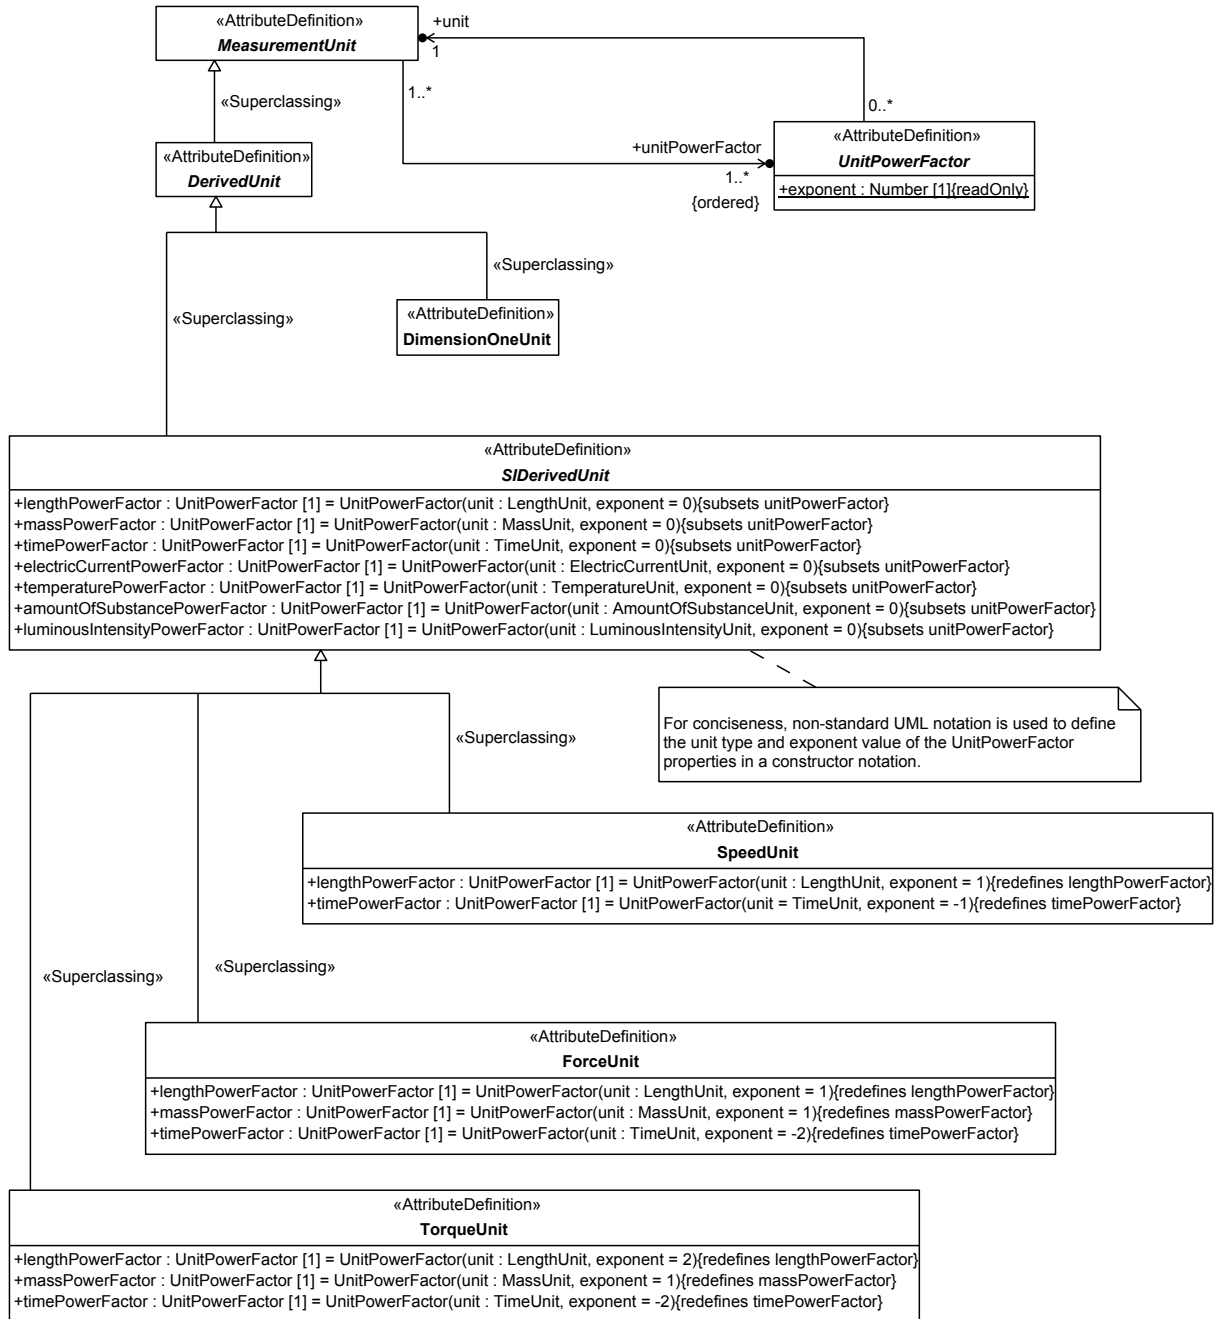 «AttributeDefinition»
MeasurementUnit
+unit
1
«Superclassing»
1..*
0..*
«AttributeDefinition»
DerivedUnit
+unitPowerFactor
1..*
{ordered}
«AttributeDefinition»
UnitPowerFactor
+exponent : Number [1]{readOnly}
«Superclassing»
«Superclassing»
«AttributeDefinition»
DimensionOneUnit
«AttributeDefinition»
SIDerivedUnit
+lengthPowerFactor : UnitPowerFactor [1] = UnitPowerFactor(unit : LengthUnit, exponent = 0){subsets unitPowerFactor}
+massPowerFactor : UnitPowerFactor [1] = UnitPowerFactor(unit : MassUnit, exponent = 0){subsets unitPowerFactor}
+timePowerFactor : UnitPowerFactor [1] = UnitPowerFactor(unit : TimeUnit, exponent = 0){subsets unitPowerFactor}
+electricCurrentPowerFactor : UnitPowerFactor [1] = UnitPowerFactor(unit : ElectricCurrentUnit, exponent = 0){subsets unitPowerFactor}
+temperaturePowerFactor : UnitPowerFactor [1] = UnitPowerFactor(unit : TemperatureUnit, exponent = 0){subsets unitPowerFactor}
+amountOfSubstancePowerFactor : UnitPowerFactor [1] = UnitPowerFactor(unit : AmountOfSubstanceUnit, exponent = 0){subsets unitPowerFactor}
+luminousIntensityPowerFactor : UnitPowerFactor [1] = UnitPowerFactor(unit : LuminousIntensityUnit, exponent = 0){subsets unitPowerFactor}
For conciseness, non-standard UML notation is used to define
the unit type and exponent value of the UnitPowerFactor
properties in a constructor notation.
«Superclassing»
«AttributeDefinition»
SpeedUnit
+lengthPowerFactor : UnitPowerFactor [1] = UnitPowerFactor(unit : LengthUnit, exponent = 1){redefines lengthPowerFactor}
+timePowerFactor : UnitPowerFactor [1] = UnitPowerFactor(unit = TimeUnit, exponent = -1){redefines timePowerFactor}
«Superclassing»
«Superclassing»
«AttributeDefinition»
ForceUnit
+lengthPowerFactor : UnitPowerFactor [1] = UnitPowerFactor(unit : LengthUnit, exponent = 1){redefines lengthPowerFactor}
+massPowerFactor : UnitPowerFactor [1] = UnitPowerFactor(unit : MassUnit, exponent = 1){redefines massPowerFactor}
+timePowerFactor : UnitPowerFactor [1] = UnitPowerFactor(unit : TimeUnit, exponent = -2){redefines timePowerFactor}
«AttributeDefinition»
TorqueUnit
+lengthPowerFactor : UnitPowerFactor [1] = UnitPowerFactor(unit : LengthUnit, exponent = 2){redefines lengthPowerFactor}
+massPowerFactor : UnitPowerFactor [1] = UnitPowerFactor(unit : MassUnit, exponent = 1){redefines massPowerFactor}
+timePowerFactor : UnitPowerFactor [1] = UnitPowerFactor(unit : TimeUnit, exponent = -2){redefines timePowerFactor}